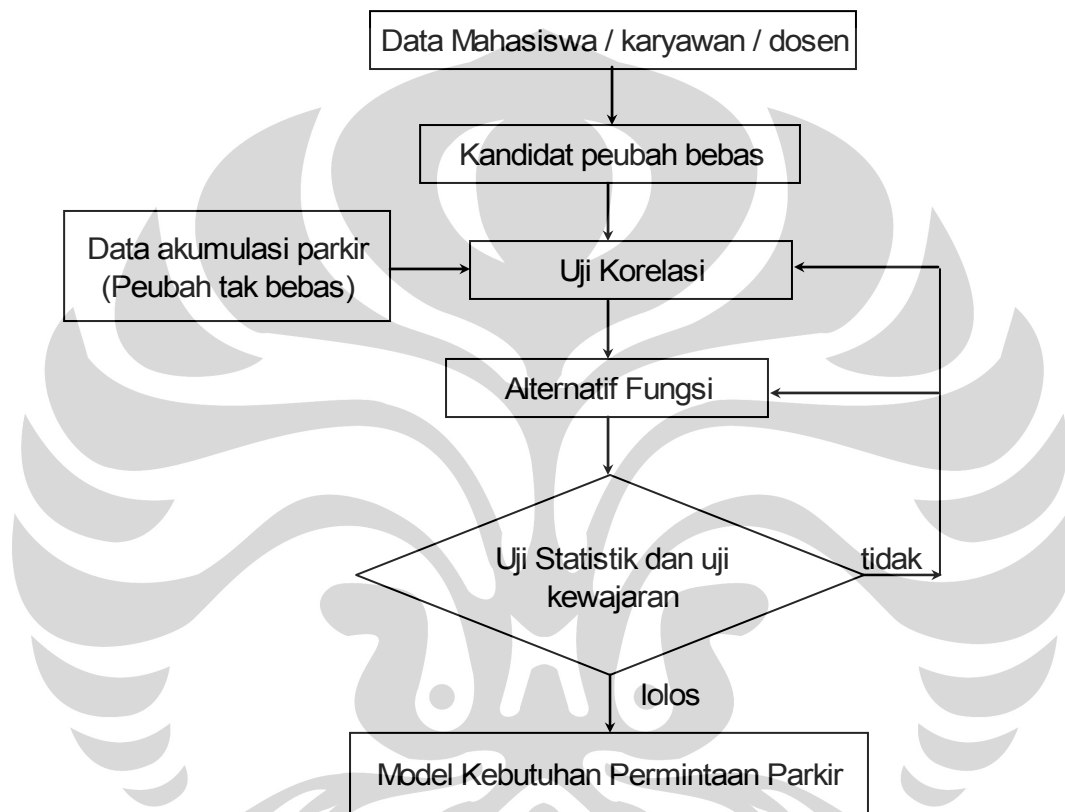 Data Mahasiswa / karyawan / dosen
Kandidat peubah bebas
Data akumulasi parkir
(Peubah tak bebas)
Uji Korelasi
Alternatif Fungsi
Uji Statistik dan uji
kewajaran
tidak
lolos
Model Kebutuhan Permintaan Parkir